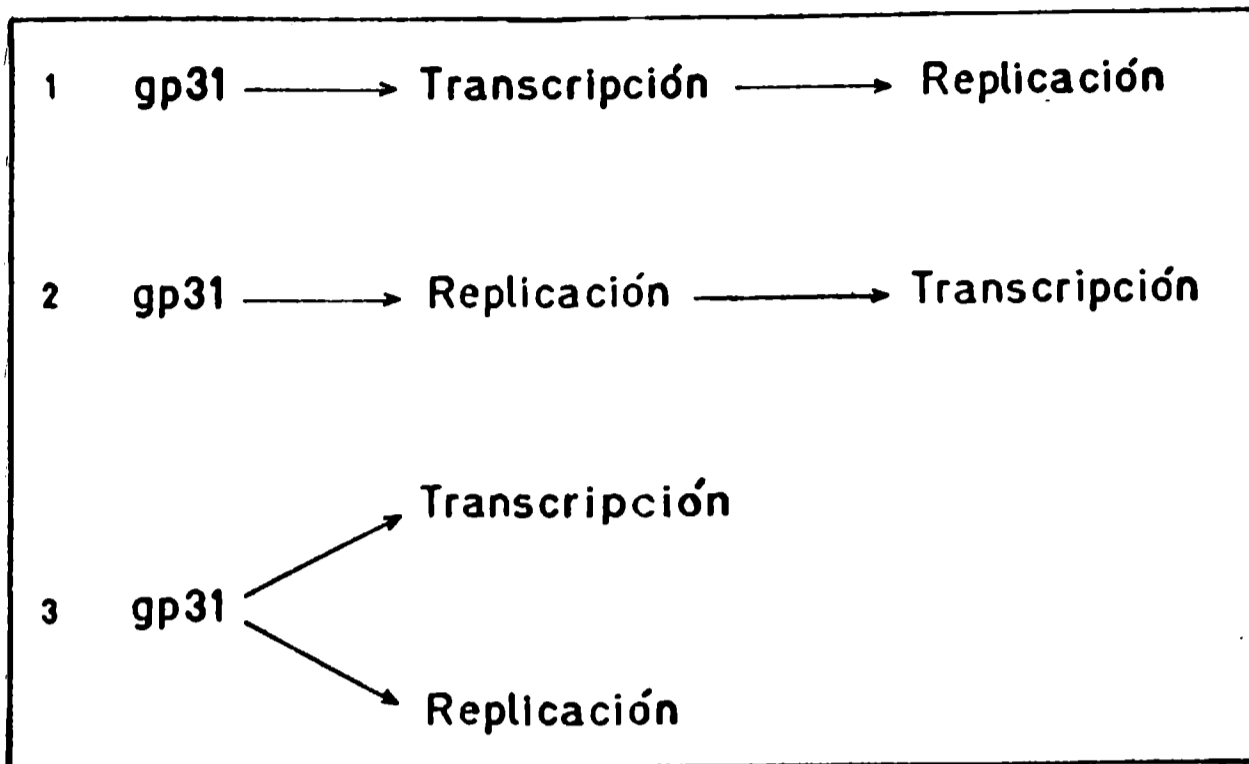 1 gp31 Transcripción Replicación
2 gp31 Replicación Transcripción
Transcripción
3 gp31
Replicación